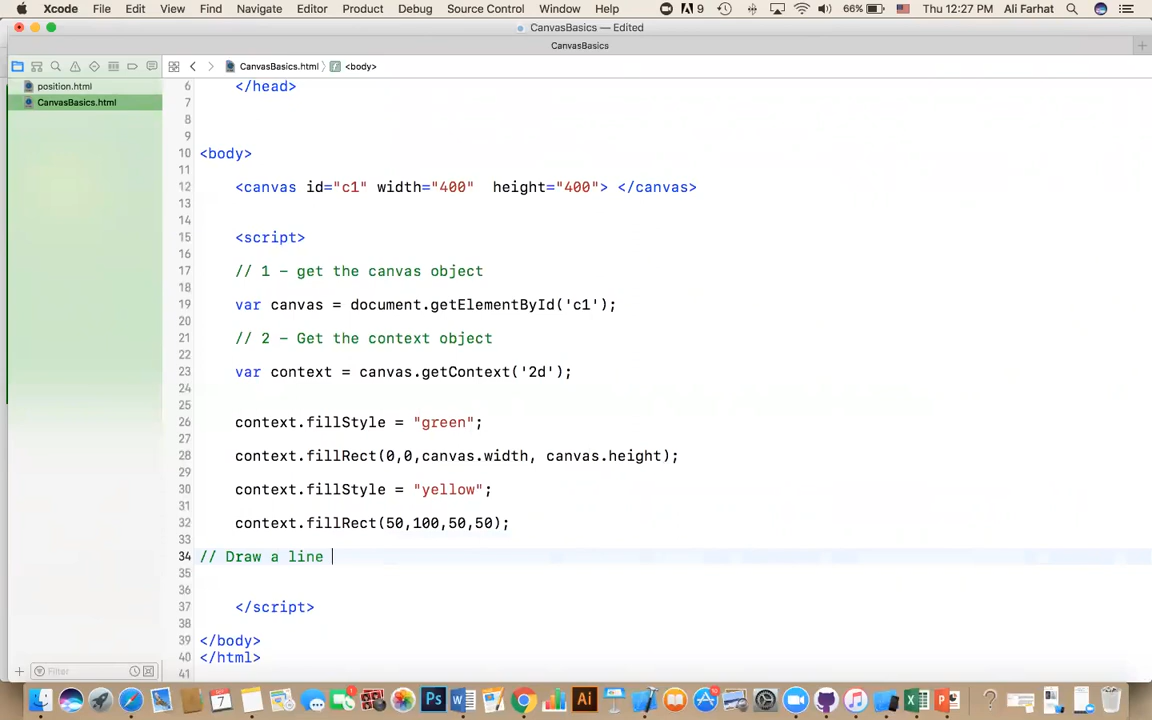 Xcode File Edit View Find Navigate Editor Product Debug Source Control Window Help 9 66% Thu 12:27 PM Ali Farhat
CanvasBasics — Edited
CanvasBasics
CanvasBasics.html <body>
position.html
CanvasBasics.html
6 </head>
7
8
9
10 <body>
11
12 <canvas id="c1" width="400" height="400"> </canvas>
13
14
15 <script>
16
17 // 1 - get the canvas object
18
19 var canvas = document.getElementById('c1');
20
21 // 2 - Get the context object
22
23 var context = canvas.getContext('2d');
24
25
26 context.fillStyle = "green";
27
28 context.fillRect(0,0,canvas.width, canvas.height);
29
30 context.fillStyle = "yellow";
31
32 context.fillRect(50,100,50,50);
33
34 // Draw a line
35
36
37 </script>
38
39 </body>
40 </html>
41
Filter